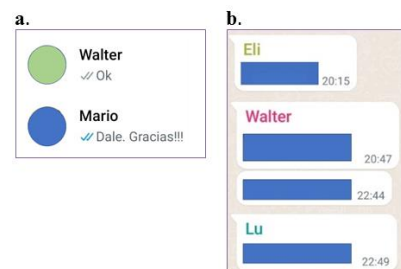 a.
Walter
Ok
Mario
Dale. Gracias!!!
b.
Eli
20:15
Walter
20:47
22:44
Lu
22:49